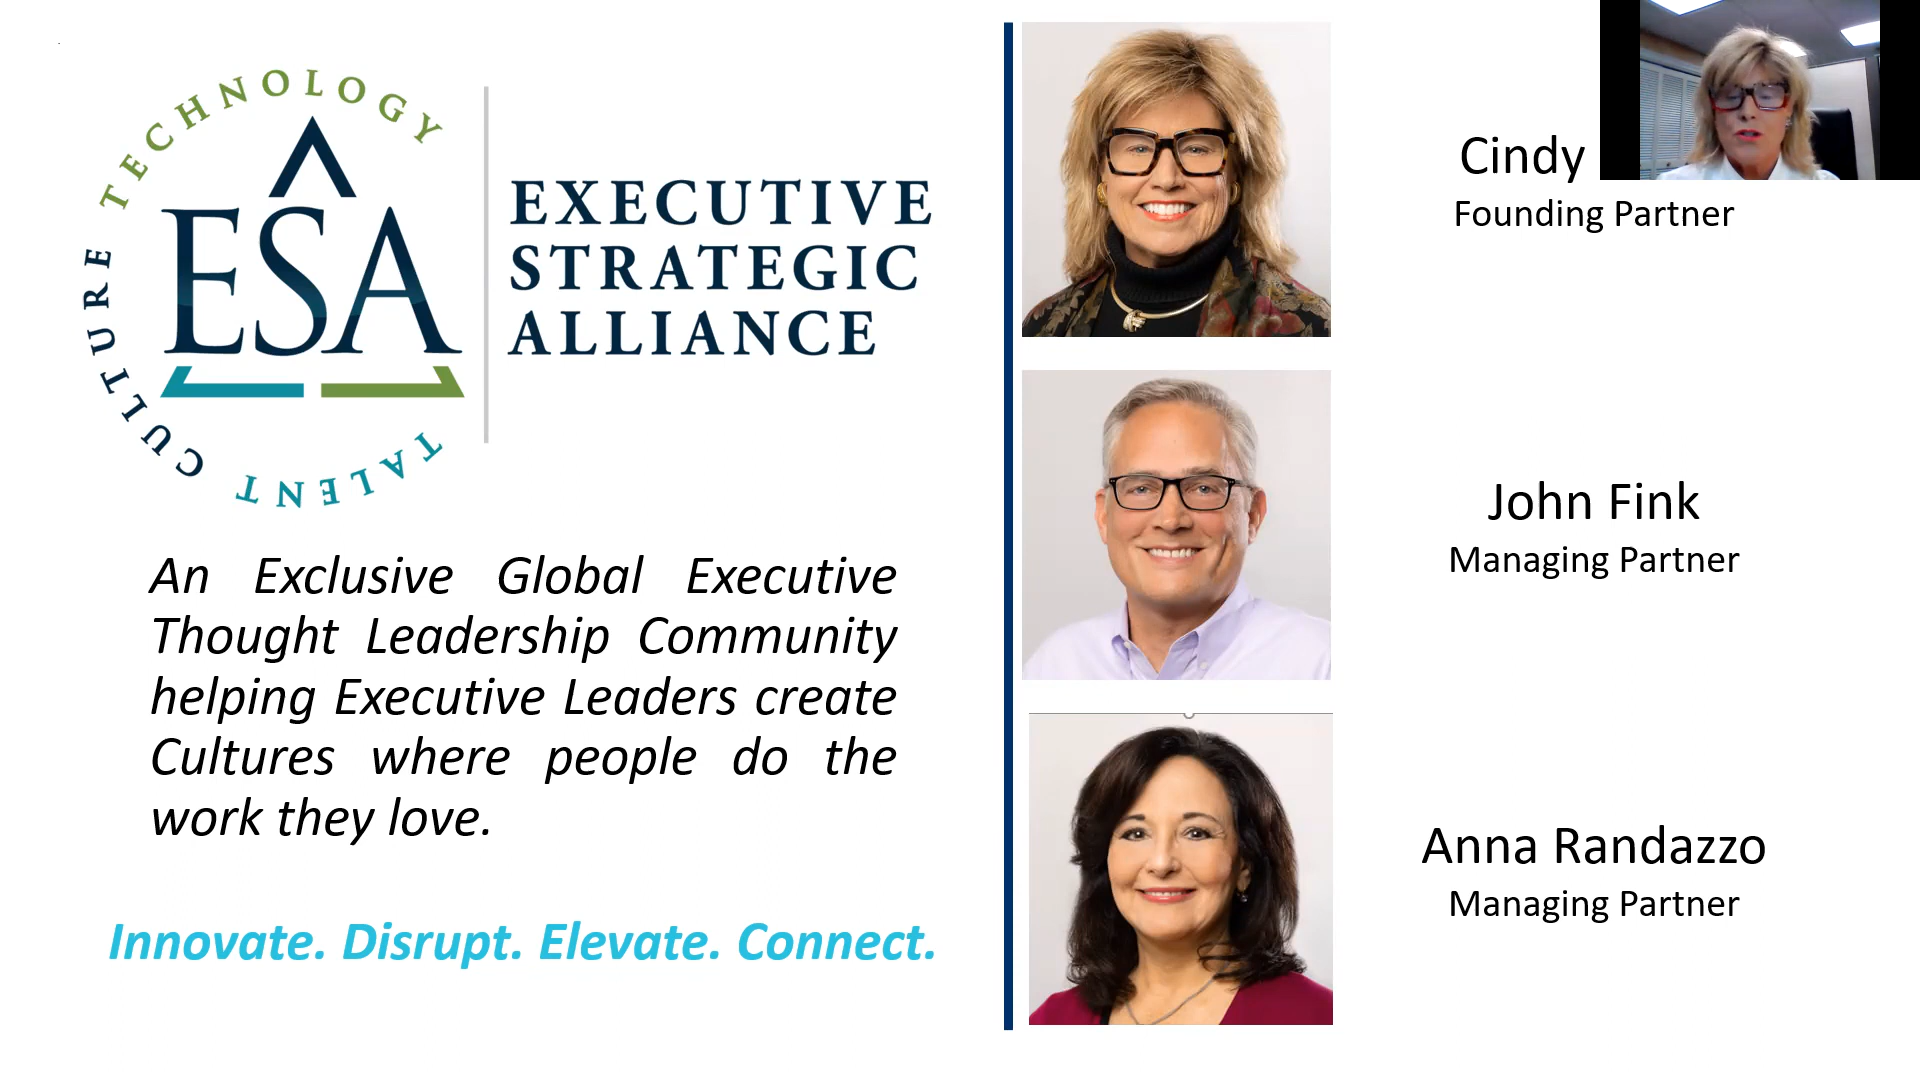 TECHNOLOGY
CULTURE
TALENT
ESA
EXECUTIVE
STRATEGIC
ALLIANCE
An Exclusive Global Executive
Thought Leadership Community
helping Executive Leaders create
Cultures where people do the
work they love.
Innovate. Disrupt. Elevate. Connect.
Cindy
Founding Partner
John Fink
Managing Partner
Anna Randazzo
Managing Partner